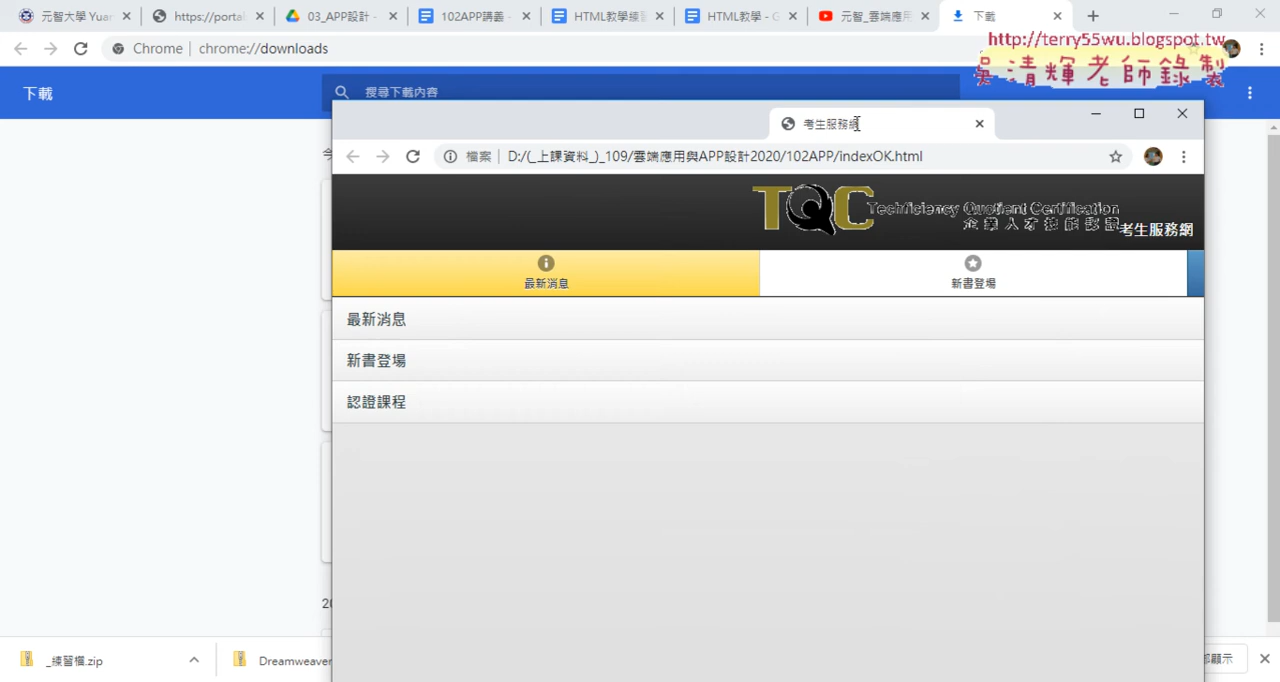 元智大學 Yuan
https://portal
03_APP設計 -
102APP講義 -
HTML教學練習
HTML教學 - G
元智_雲端應用
下載
Chrome
chrome://downloads
http://terry55wu.blogspot.tw
吳清輝老師錄製
下載
搜尋下載內容
考生服務網
檔案
D:/(_上課資料_)_109/雲端應用與APP設計2020/102APP/indexOK.html
TQC Techficiency Quotient Certification
企業人才技能認證
考生服務網
最新消息
新書登場
最新消息
新書登場
認證課程
今
20
_練習檔.zip
Dreamweaver
部顯示